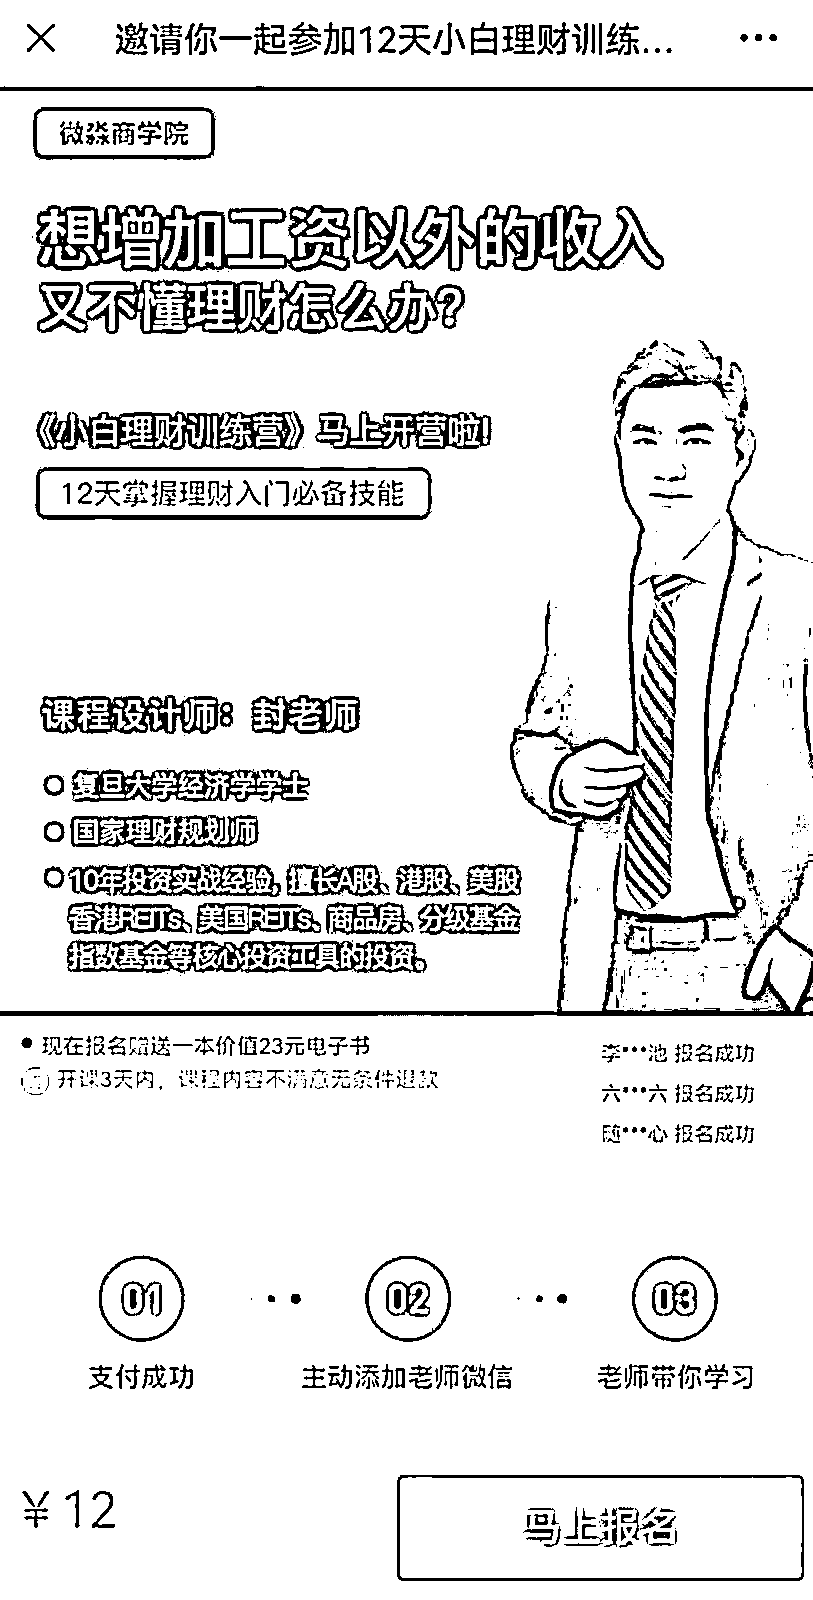 邀请你一起参加12天小白理财训练...
微淼商学院
想增加工资以外的收入
又不懂理财怎么办?
《小白理财训练营》马上开营啦!
12天掌握理财入门必备技能
课程设计师：封老师
复旦大学经济学学士
国家理财规划师
10年投资实战经验, 擅长A股、港股、美股
香港REITs、美国REITs、商品房、分级基金
指数基金等核心投资工具的投资。
现在报名赠送一本价值23元电子书
开课3天内，课程内容不满意无条件退款
李***池 报名成功
六***六 报名成功
随***心 报名成功
01
02
03
支付成功
主动添加老师微信
老师带你学习
¥12
马上报名